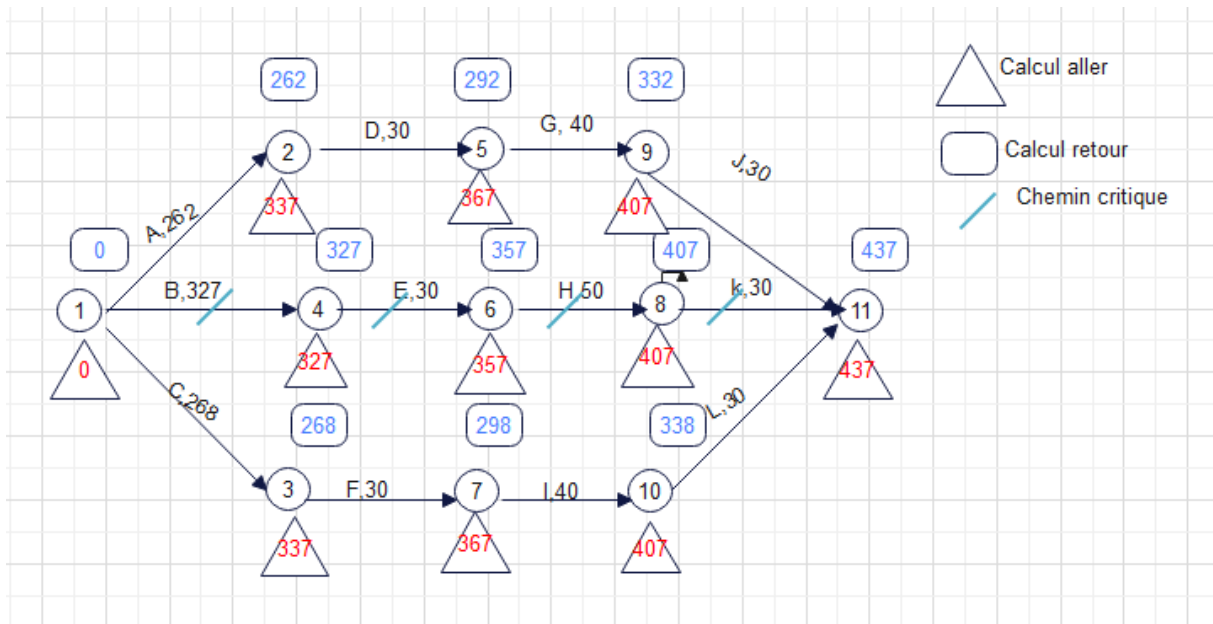 262
292
332
Calcul aller
D,30
G, 40
2
5
9
J,30
Calcul retour
337
367
407
Chemin critique
A,262
0
327
357
407
437
B,327
E,30
H,50
k,30
1
4
6
8
11
0
327
357
407
437
C,268
268
298
338
L,30
3
F,30
7
I,40
10
337
367
407